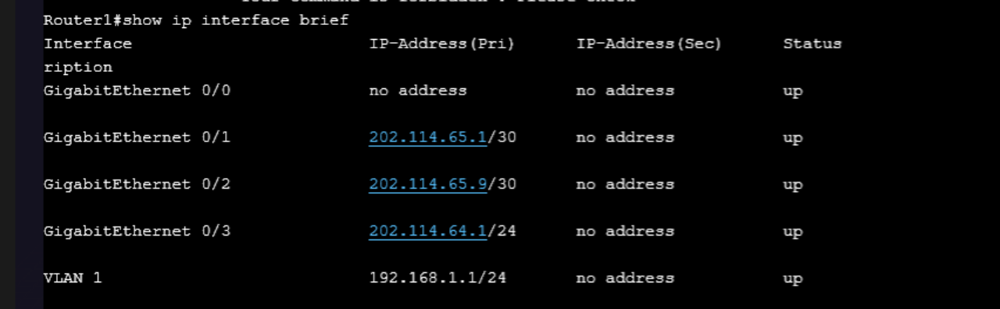 Router1#show ip interface brief
Interface IP-Address(Pri) IP-Address(Sec) Status
ription
GigabitEthernet 0/0 no address no address up
GigabitEthernet 0/1 202.114.65.1/30 no address up
GigabitEthernet 0/2 202.114.65.9/30 no address up
GigabitEthernet 0/3 202.114.64.1/24 no address up
VLAN 1 192.168.1.1/24 no address up